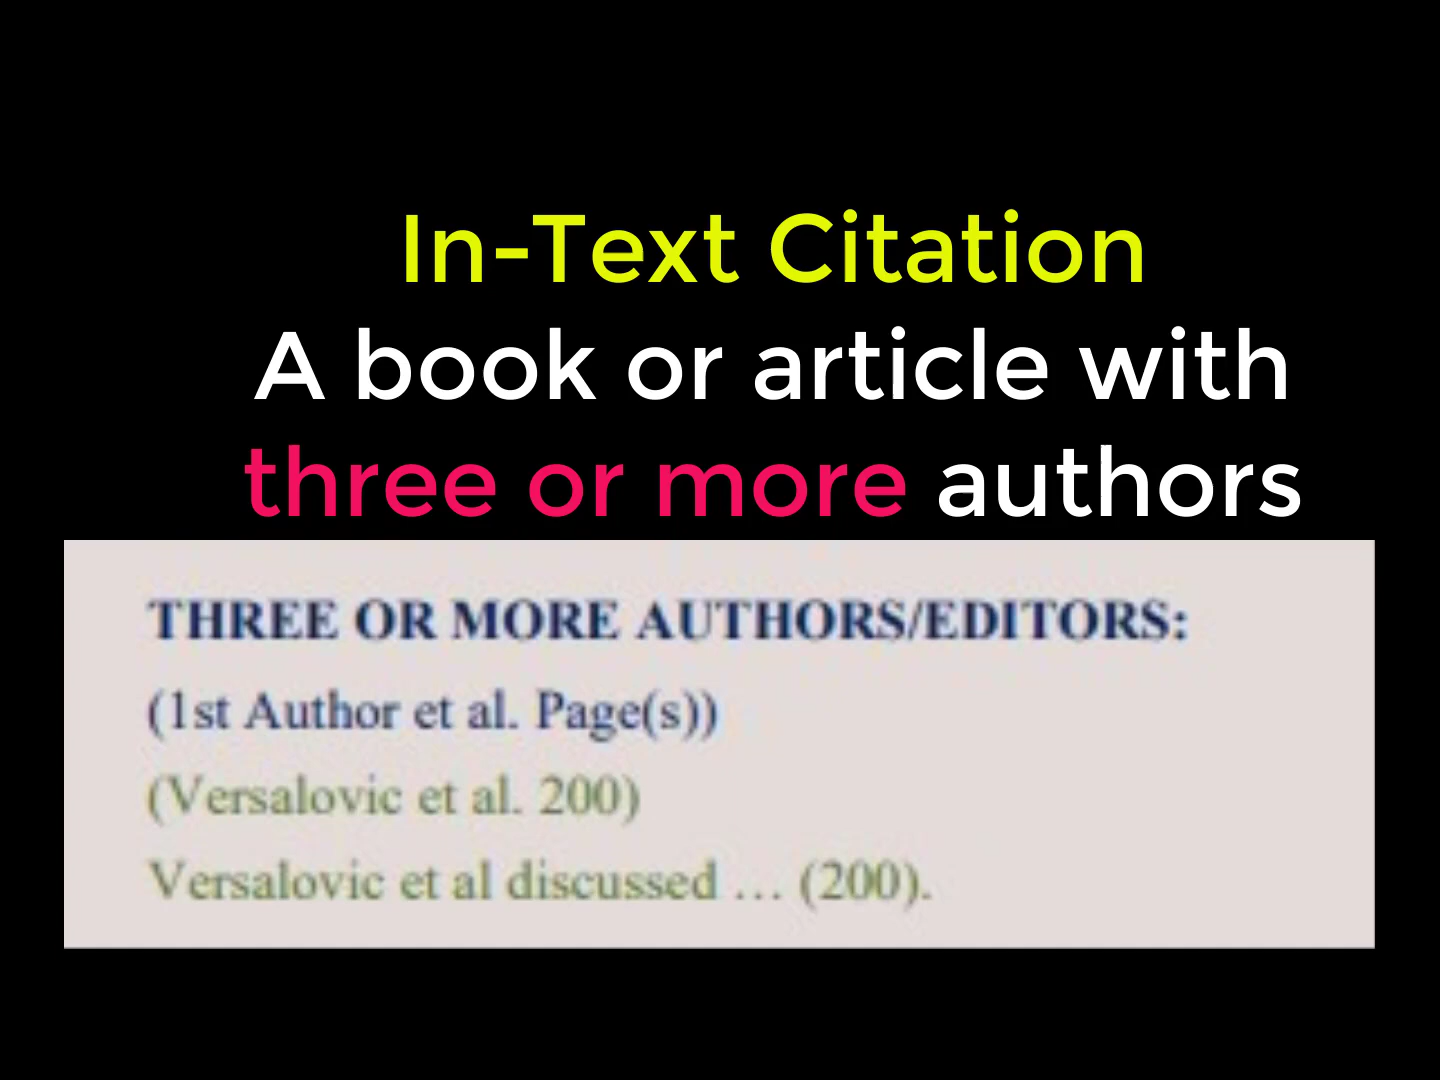 In-Text Citation
A book or article with
three or more authors
THREE OR MORE AUTHORS/EDITORS:
(1st Author et al. Page(s))
(Versalovic et al. 200)
Versalovic et al discussed … (200).